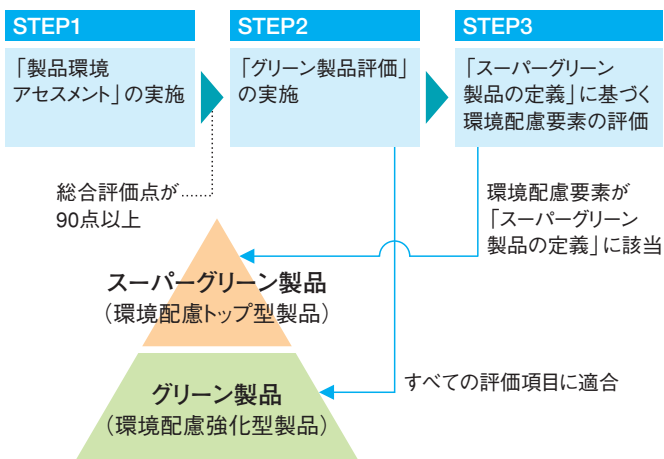 STEP1
「製品環境
アセスメント」の実施
STEP2
「グリーン製品評価」
の実施
STEP3
「スーパーグリーン
製品の定義」に基づく
環境配慮要素の評価
総合評価点が
90点以上
環境配慮要素が
「スーパーグリーン
製品の定義」に該当
スーパーグリーン製品
（環境配慮トップ型製品）
すべての評価項目に適合
グリーン製品
（環境配慮強化型製品）